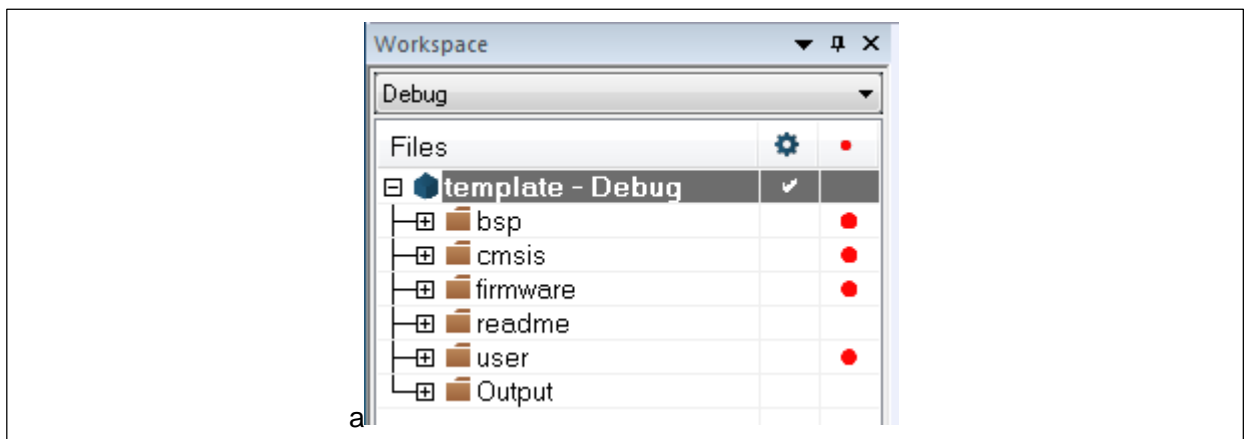 Workspace
Debug
Files
template - Debug
bsp
cmsis
firmware
readme
user
Output
a